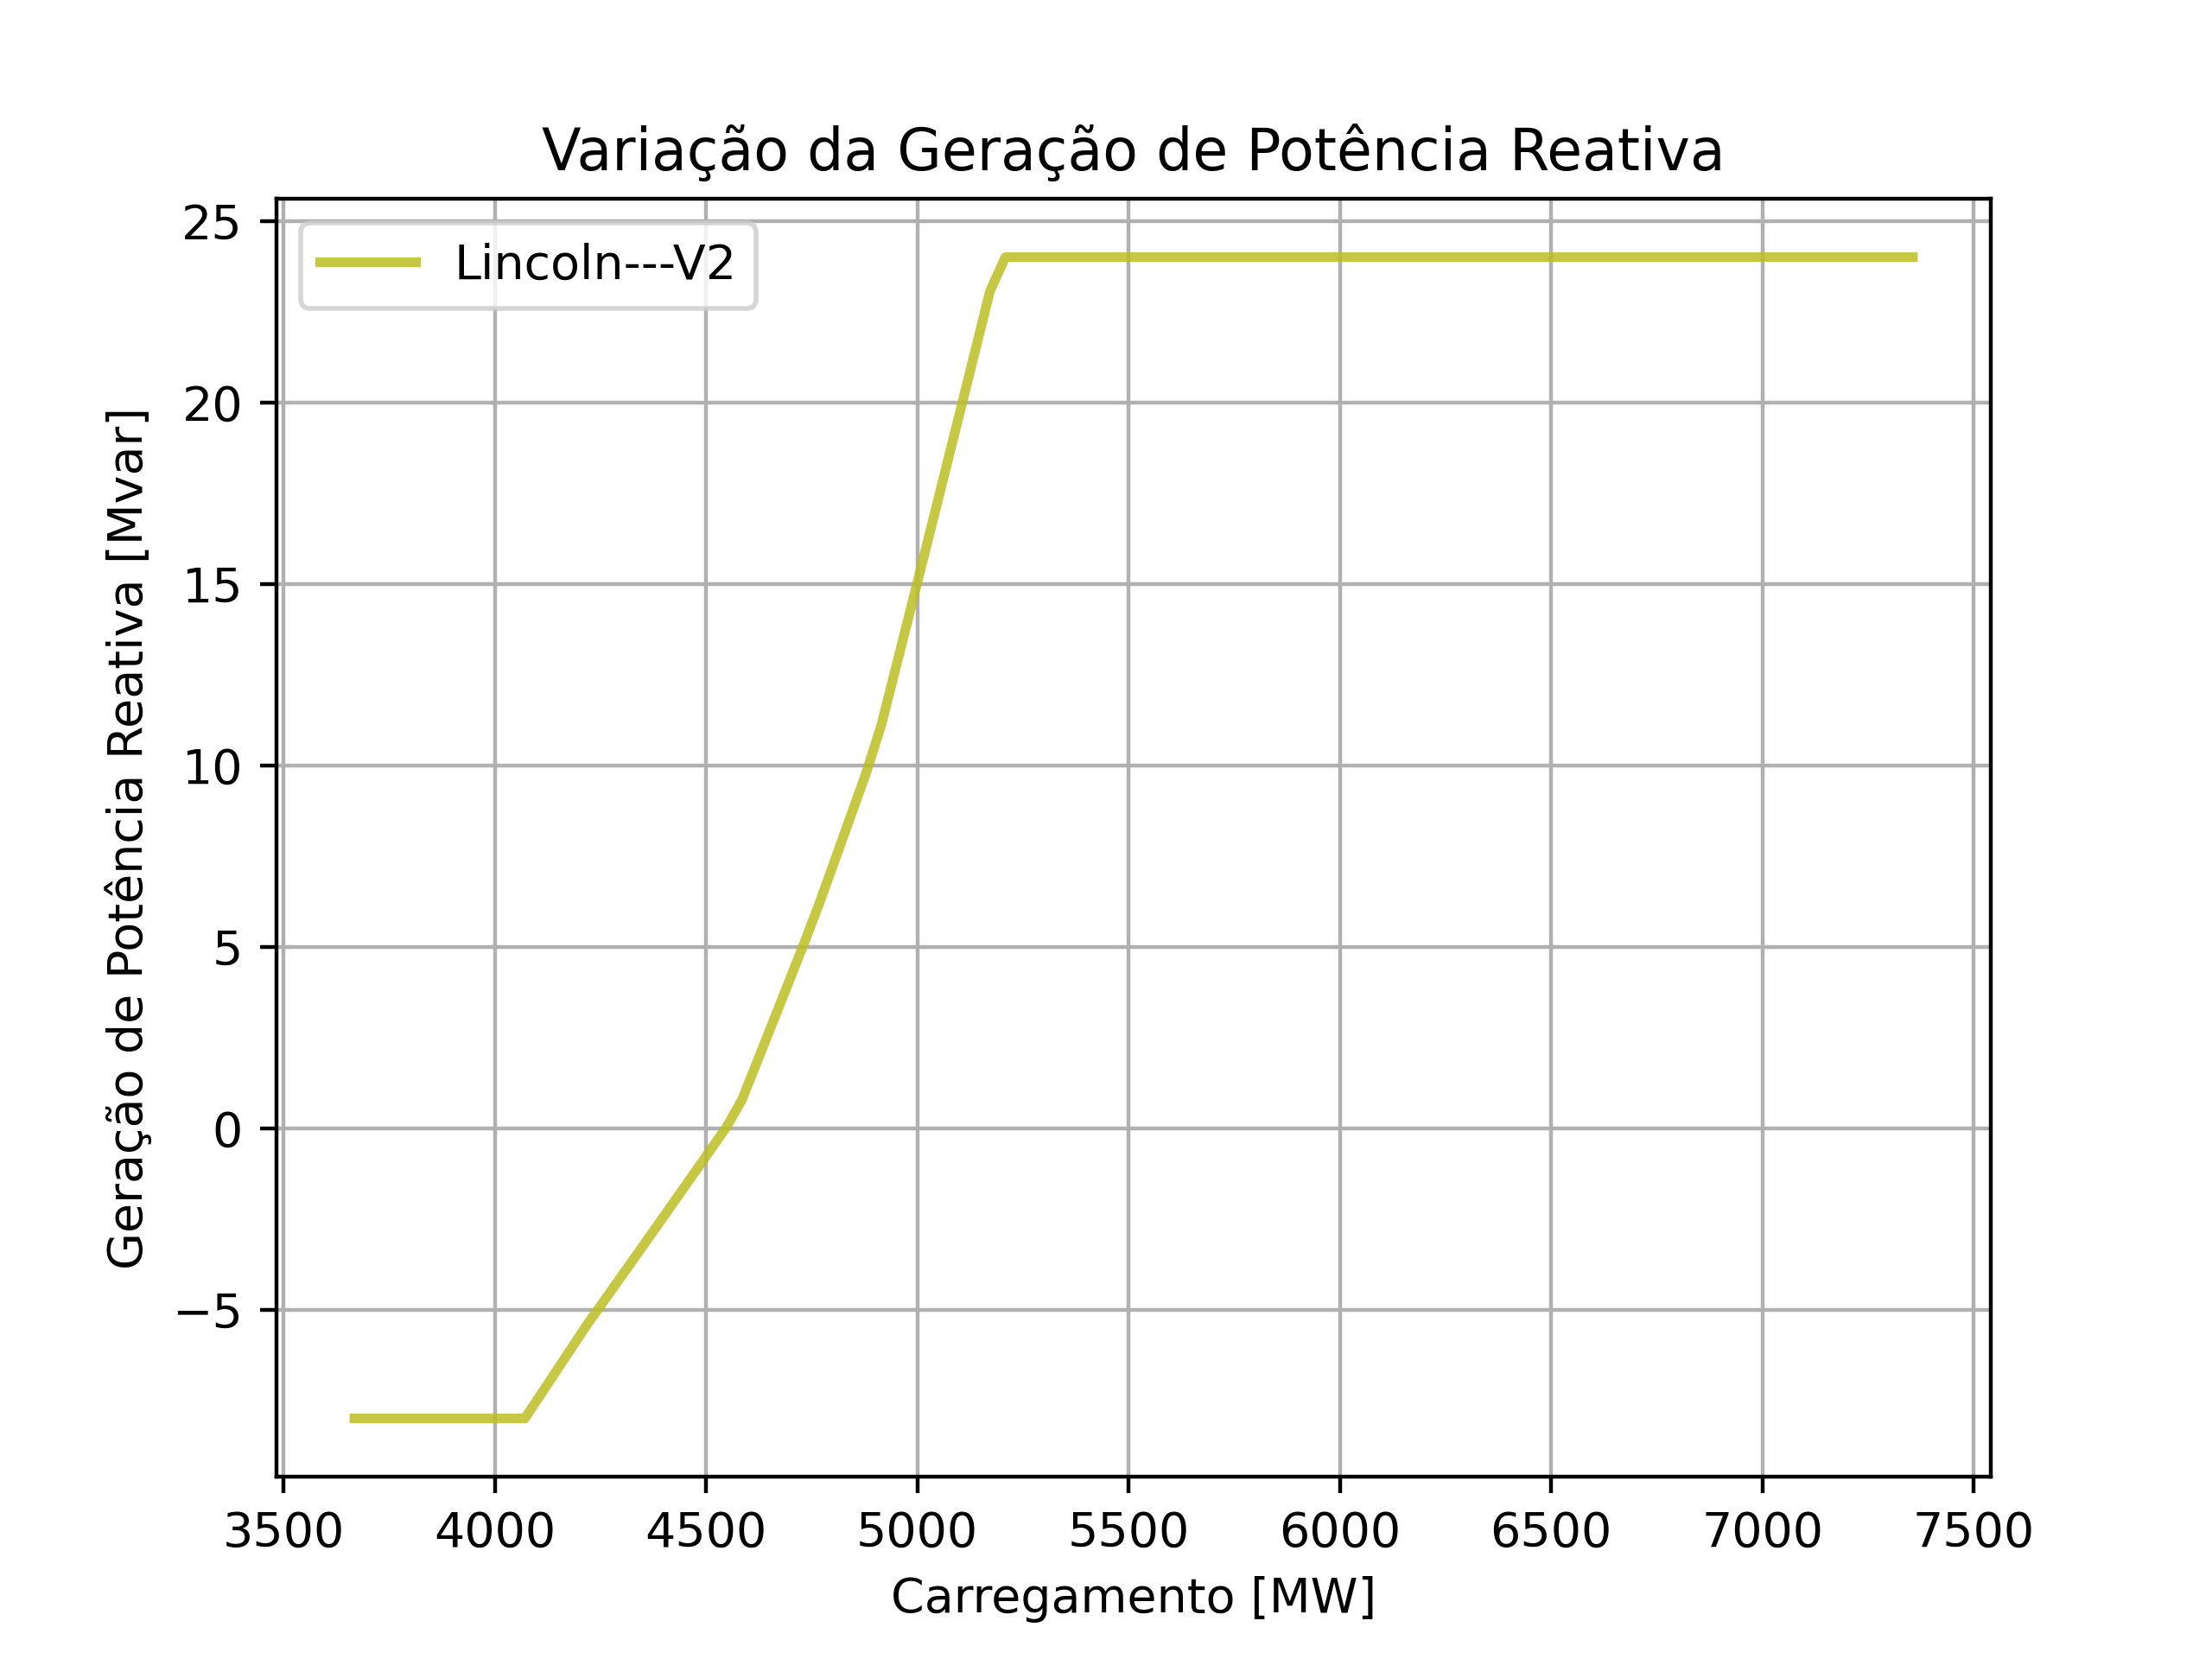 Variação da Geração de Potência Reativa
Lincoln---V2
Geração de Potência Reativa [Mvar]
25
20
15
10
5
0
−5
3500 4000 4500 5000 5500 6000 6500 7000 7500
Carregamento [MW]